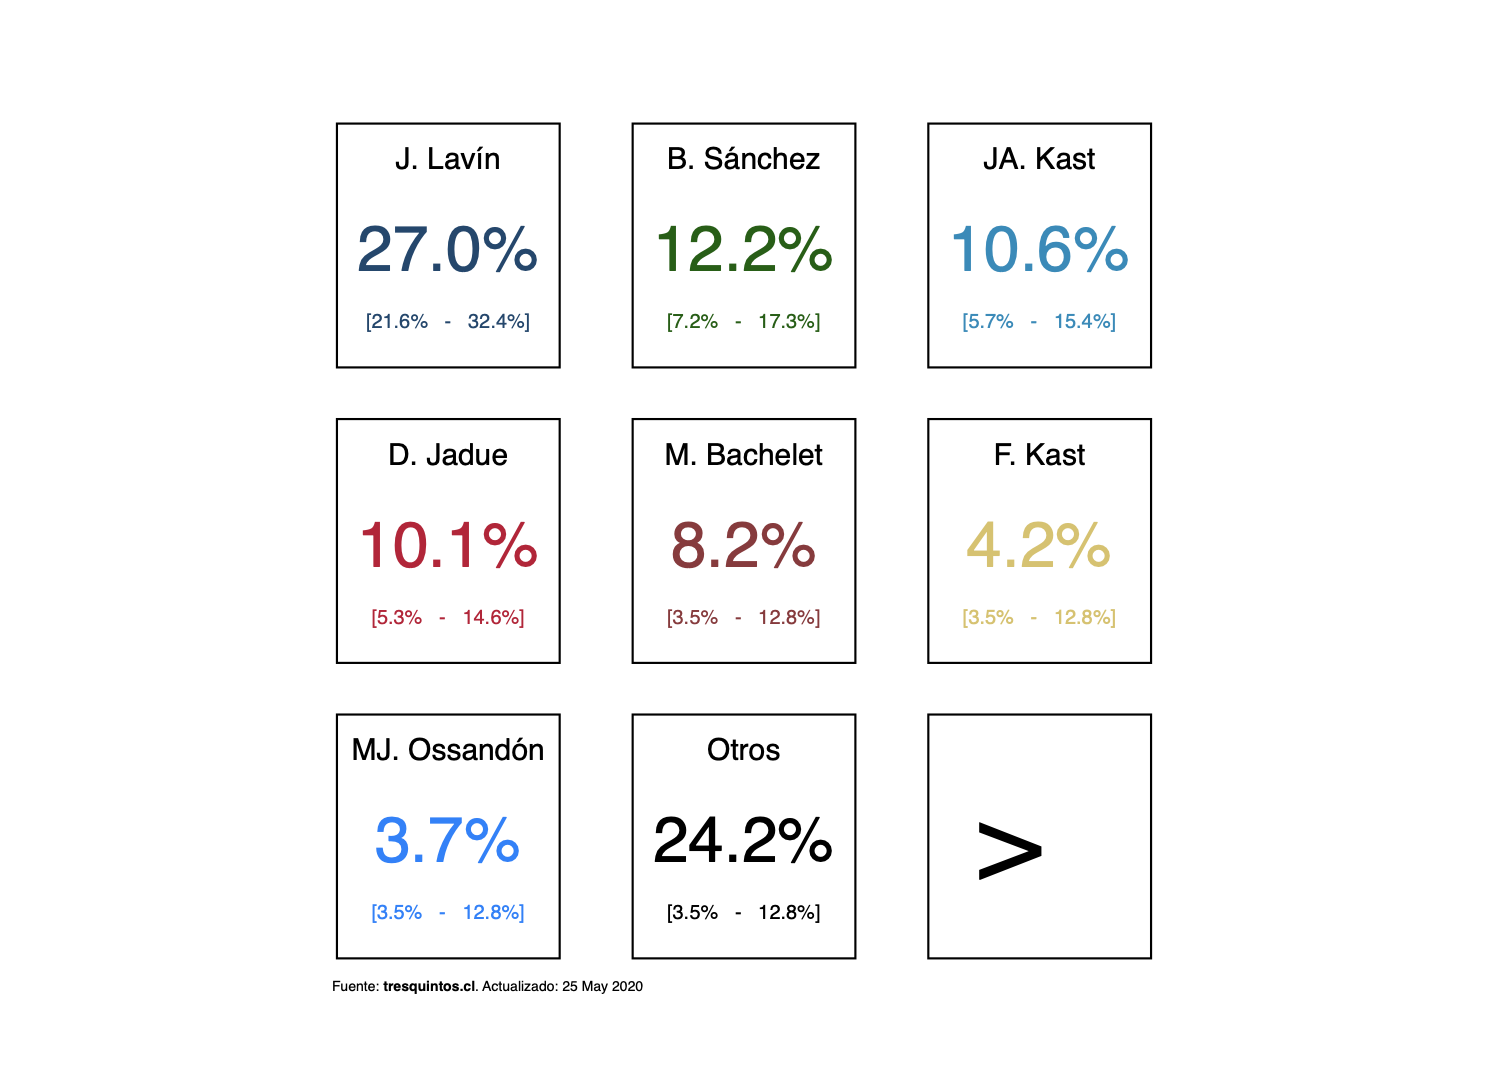 J. Lavín
27.0%
[21.6% - 32.4%]
B. Sánchez
12.2%
[7.2% - 17.3%]
JA. Kast
10.6%
[5.7% - 15.4%]
D. Jadue
10.1%
[5.3% - 14.6%]
M. Bachelet
8.2%
[3.5% - 12.8%]
F. Kast
4.2%
[3.5% - 12.8%]
MJ. Ossandón
3.7%
[3.5% - 12.8%]
Otros
24.2%
[3.5% - 12.8%]
>
Fuente: tresquintos.cl. Actualizado: 25 May 2020